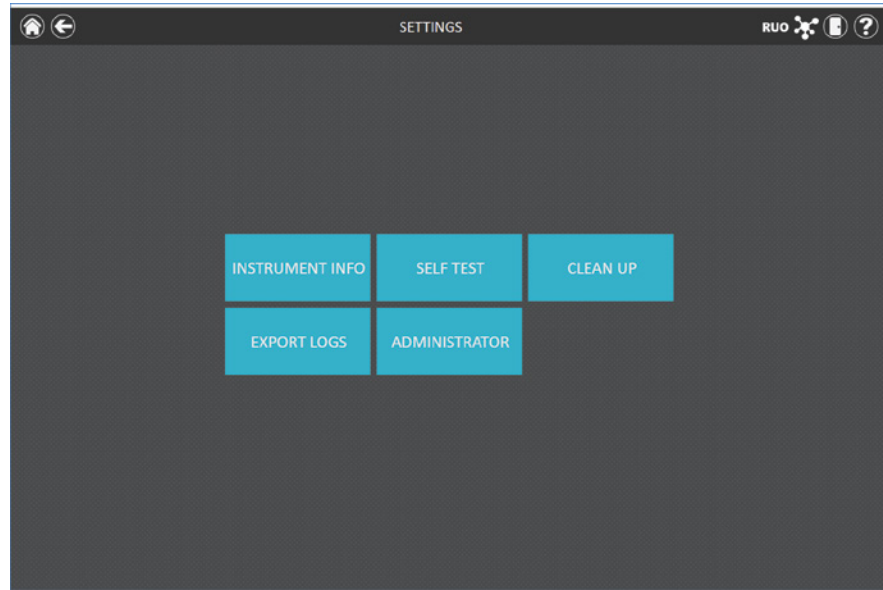 SETTINGS RUO ?
INSTRUMENT INFO SELF TEST CLEAN UP
EXPORT LOGS ADMINISTRATOR